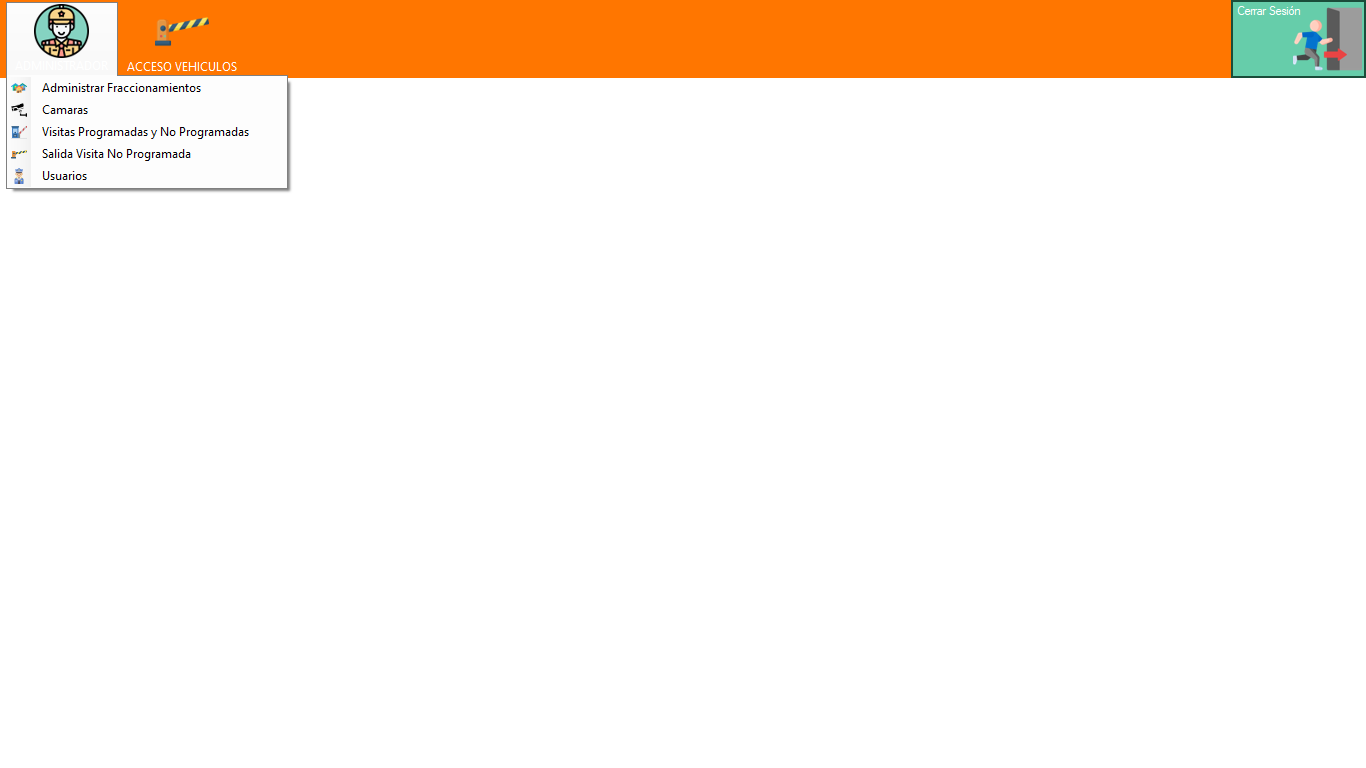 ACCESO VEHICULOS
Cerrar Sesión
Administrar Fraccionamientos
Camaras
Visitas Programadas y No Programadas
Salida Visita No Programada
Usuarios